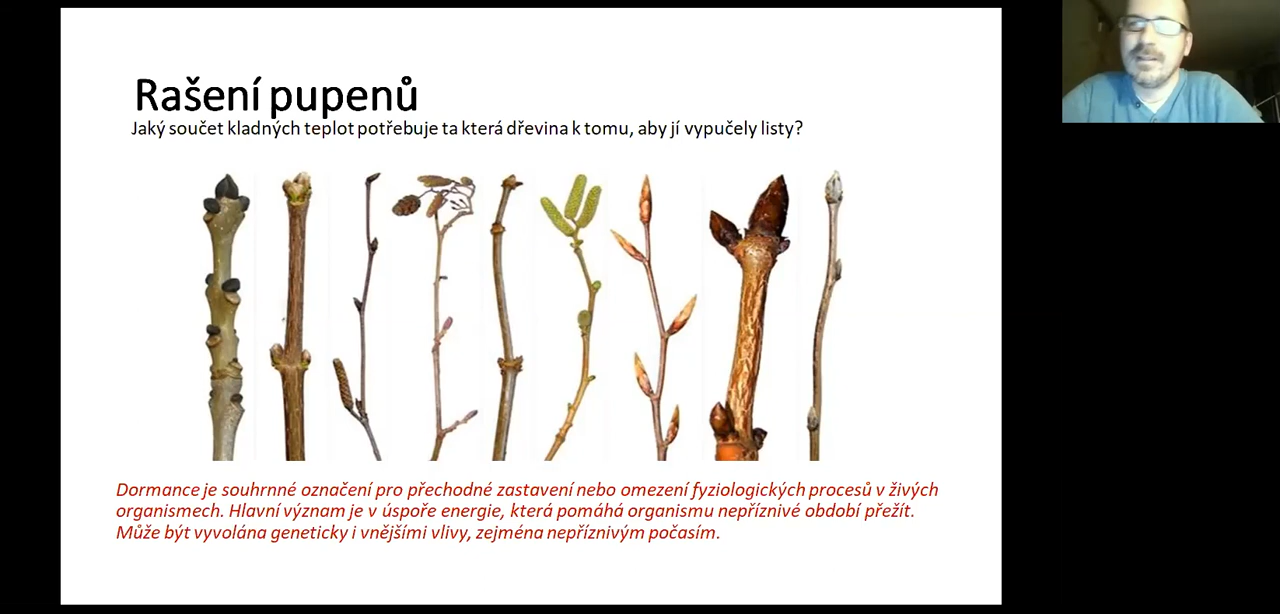 Rašení pupenů
Jaký součet kladných teplot potřebuje ta která dřevina k tomu, aby jí vypučely listy?
Dormance je souhrnné označení pro přechodné zastavení nebo omezení fyziologických procesů v živých
organismech. Hlavní význam je v úspoře energie, která pomáhá organismu nepříznivé období přežít.
Může být vyvolána geneticky i vnějšími vlivy, zejména nepříznivým počasím.